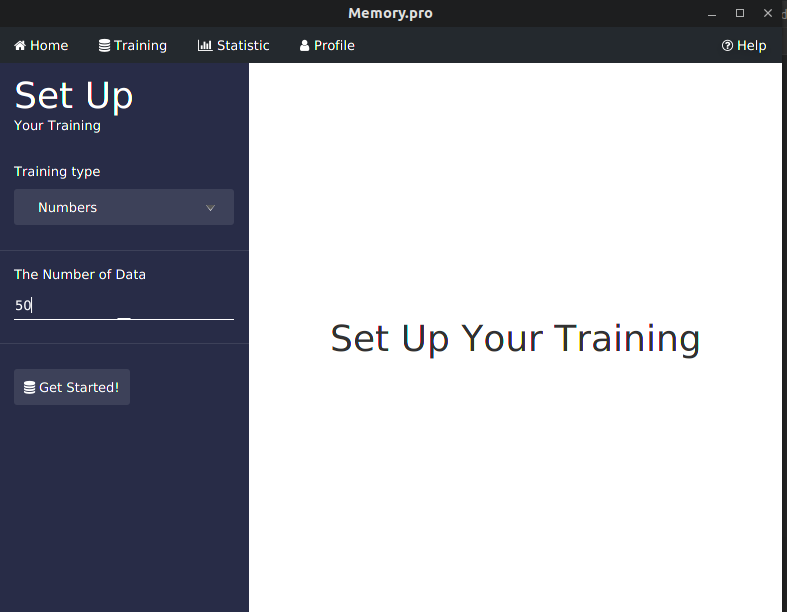 Memory.pro
Home Training Statistic Profile Help
Set Up
Your Training
Training type
Numbers
The Number of Data
50
Get Started!
Set Up Your Training